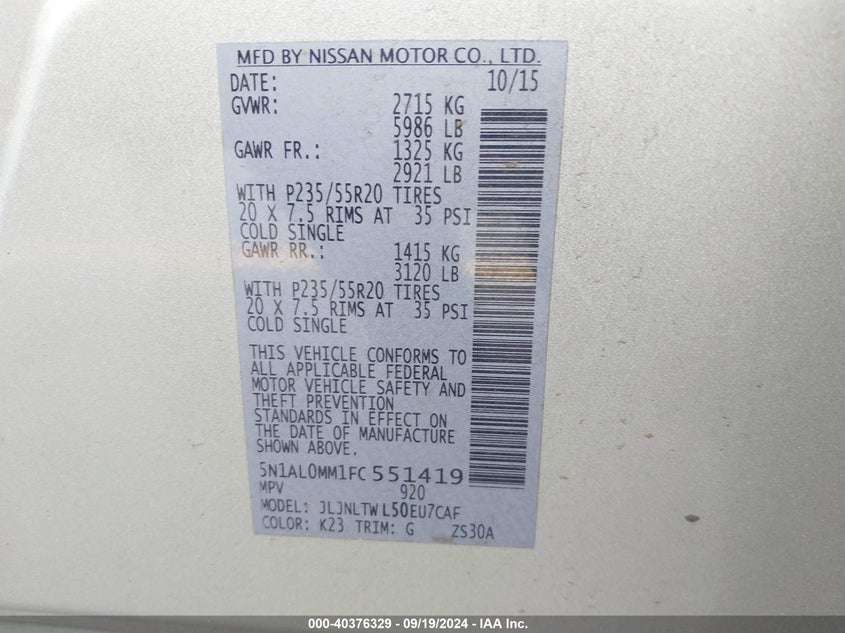 MFD BY NISSAN MOTOR CO., LTD.
DATE: 10/15
GVWR: 2715 KG
5986 LB
GAWR FR.: 1325 KG
2921 LB
WITH P235/55R20 TIRES
20 X 7.5 RIMS AT 35 PSI
COLD SINGLE
GAWR RR.: 1415 KG
3120 LB
WITH P235/55R20 TIRES
20 X 7.5 RIMS AT 35 PSI
COLD SINGLE
THIS VEHICLE CONFORMS TO
ALL APPLICABLE FEDERAL
MOTOR VEHICLE SAFETY AND
THEFT PREVENTION
STANDARDS IN EFFECT ON
THE DATE OF MANUFACTURE
SHOWN ABOVE.
5N1AL0MM1FC551419
MPV 920
MODEL: JLJNLTWL50EU7CAF
COLOR: K23 TRIM: G ZS30A
000-40376329 - 09/19/2024 - IAA Inc.